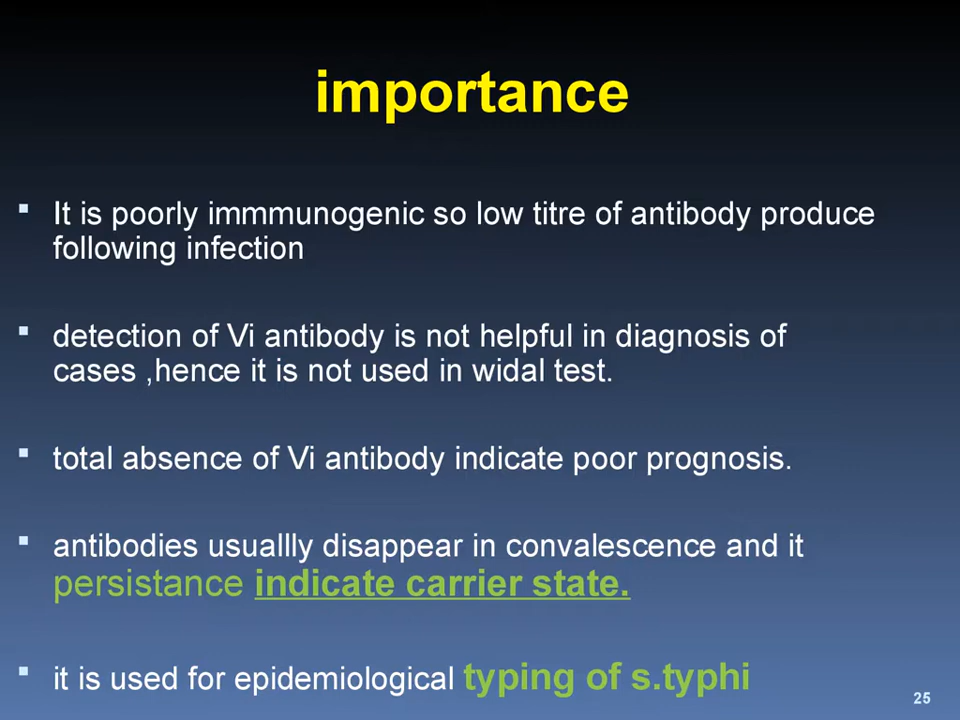 importance
It is poorly immmunogenic so low titre of antibody produce
following infection
detection of Vi antibody is not helpful in diagnosis of
cases ,hence it is not used in widal test.
total absence of Vi antibody indicate poor prognosis.
antibodies usuallly disappear in convalescence and it
persistance indicate carrier state.
it is used for epidemiological typing of s.typhi
25